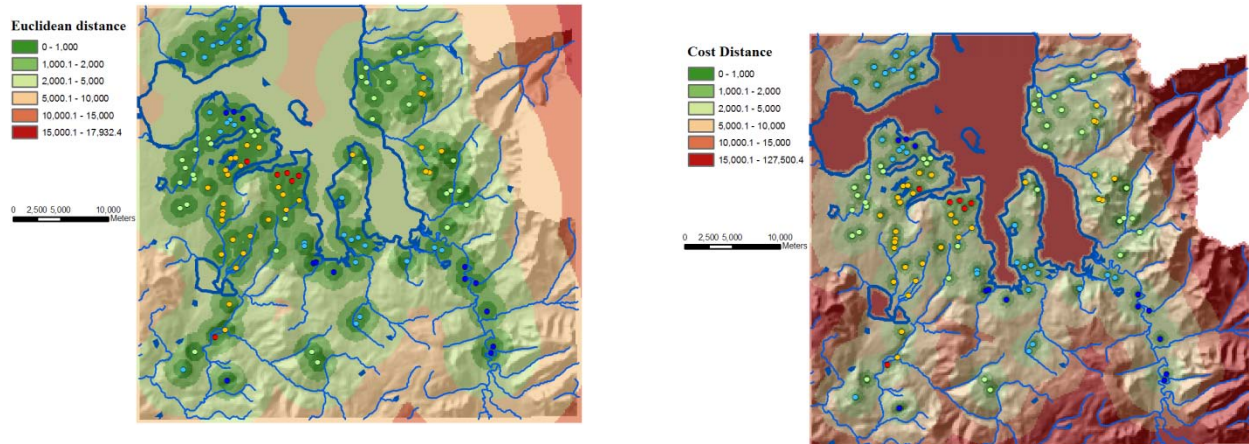 Euclidean distance
0 - 1,000
1,000.1 - 2,000
2,000.1 - 5,000
5,000.1 - 10,000
10,000.1 - 15,000
15,000.1 - 17,932.4
0 2,500 5,000 10,000
Meters
Cost Distance
0 - 1,000
1,000.1 - 2,000
2,000.1 - 5,000
5,000.1 - 10,000
10,000.1 - 15,000
15,000.1 - 127,500.4
0 2,500 5,000 10,000
Meters